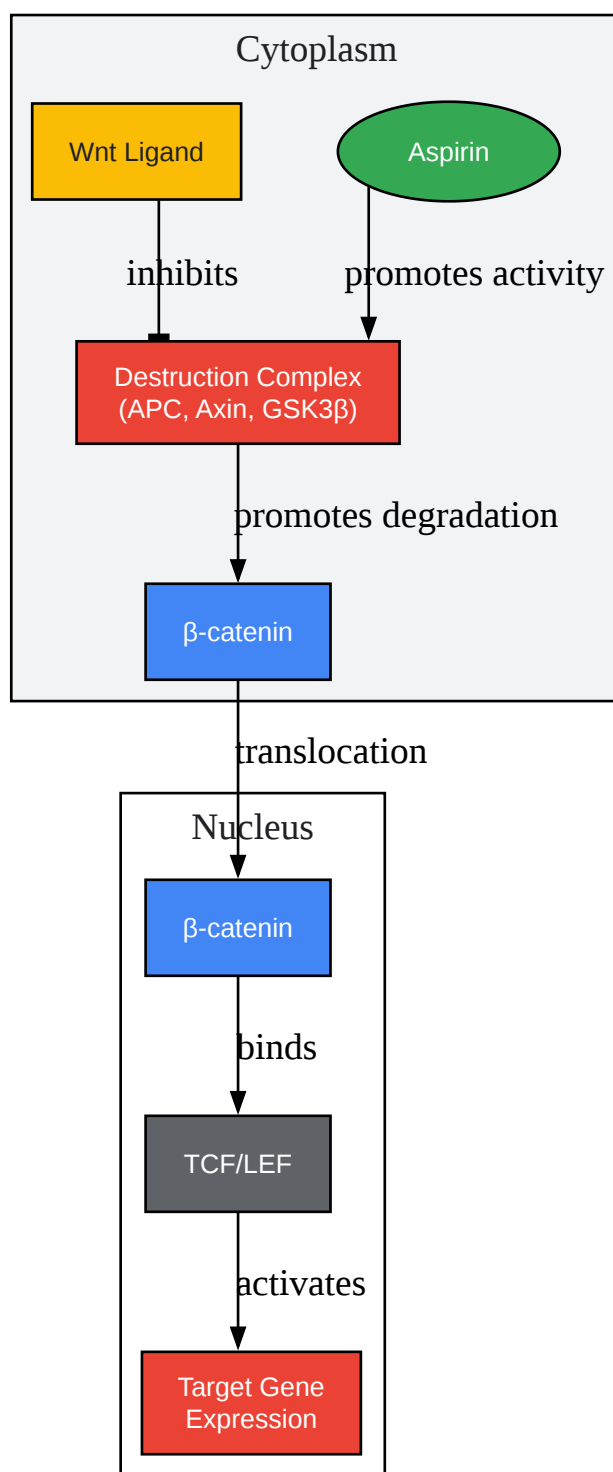 Cytoplasm
Wnt Ligand
Aspirin
inhibits
promotes activity
Destruction Complex
(APC, Axin, GSK3β)
promotes degradation
β-catenin
translocation
Nucleus
β-catenin
binds
TCF/LEF
activates
Target Gene
Expression